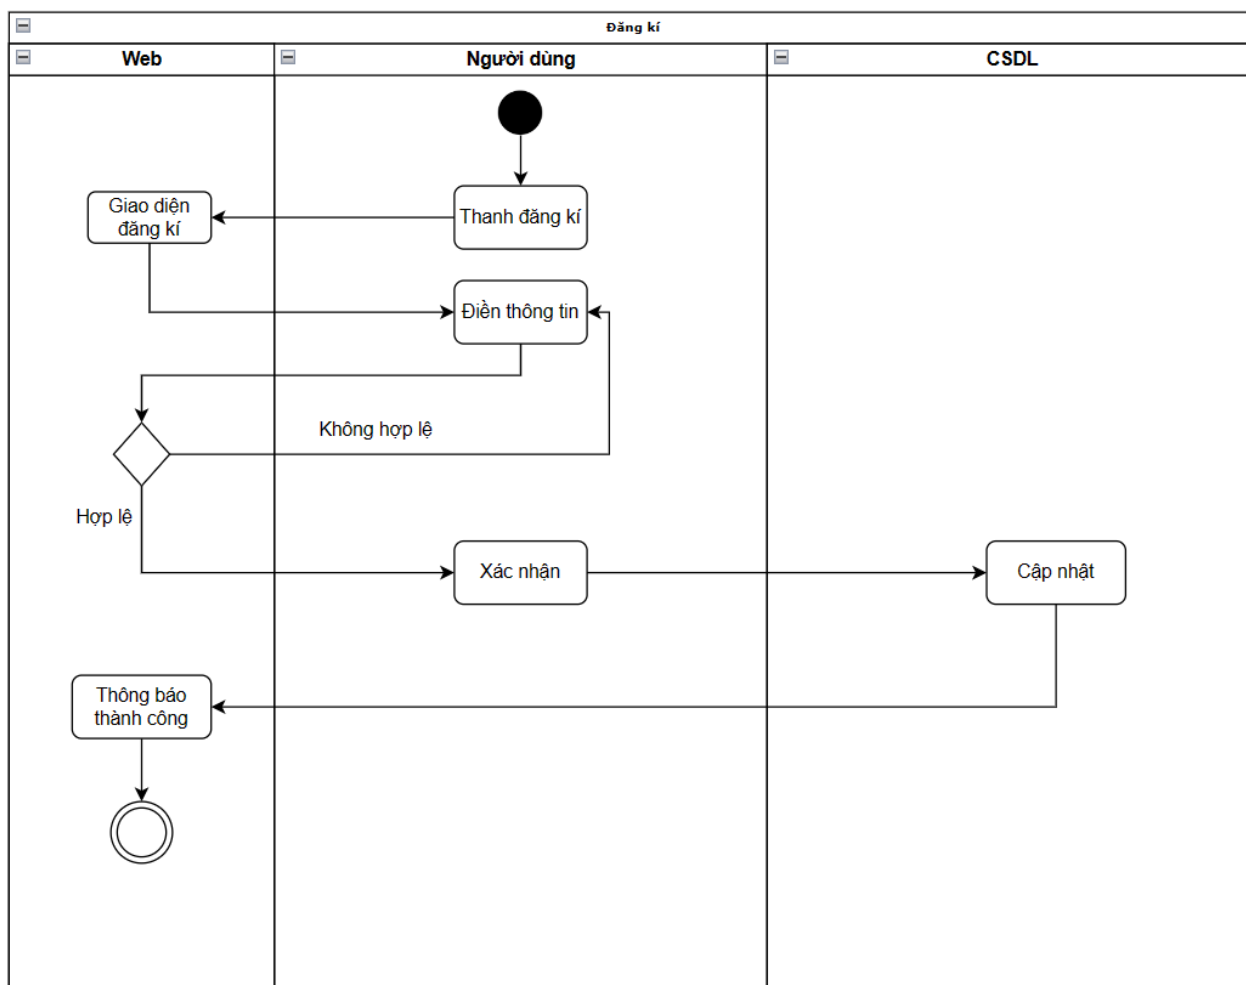 Đăng kí
Web
Người dùng
CSDL
Giao diện
đăng kí
Thanh đăng kí
Điền thông tin
Không hợp lệ
Hợp lệ
Xác nhận
Cập nhật
Thông báo
thành công